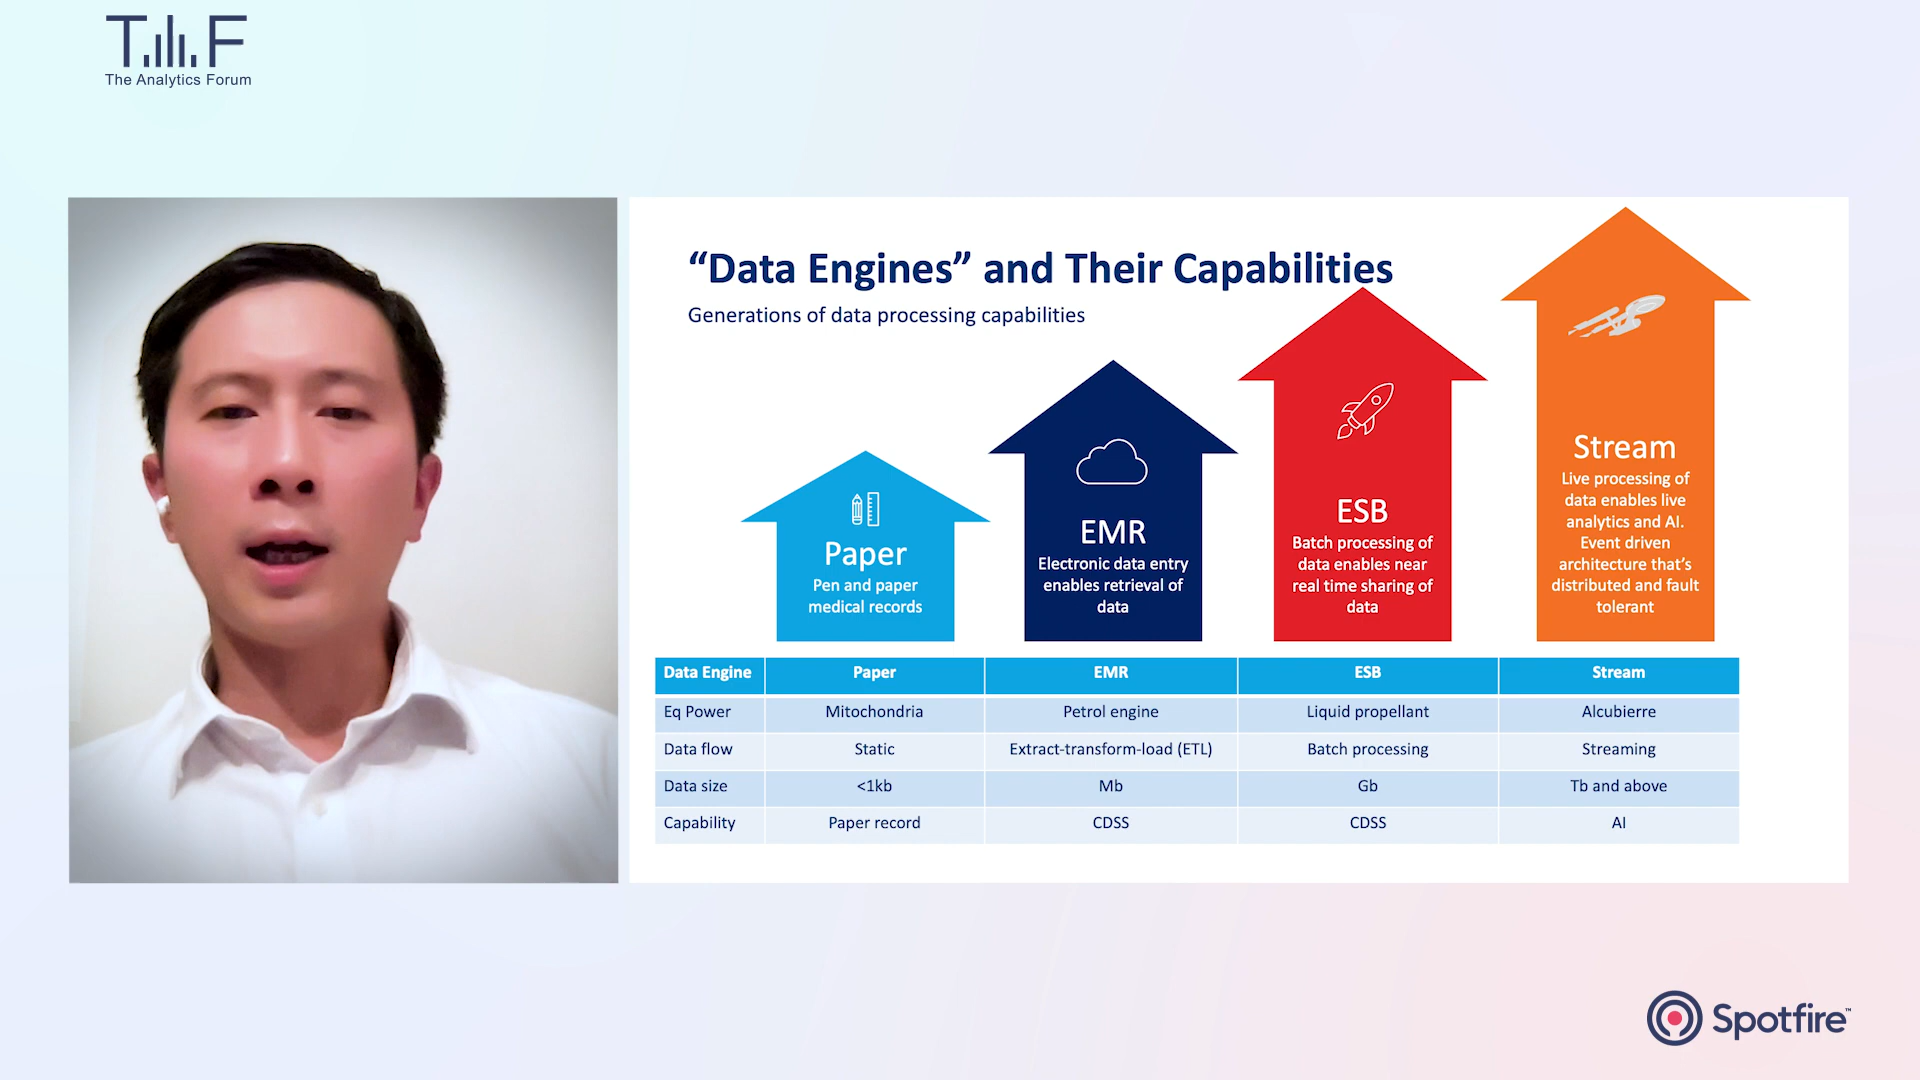 The Analytics Forum
“Data Engines” and Their Capabilities
Generations of data processing capabilities
Paper
Pen and paper
medical records
EMR
Electronic data entry
enables retrieval of
data
ESB
Batch processing of
data enables near
real time sharing of
data
Stream
Live processing of
data enables live
analytics and AI.
Event driven
architecture that’s
distributed and fault
tolerant
Data Engine Paper EMR ESB Stream
Eq Power Mitochondria Petrol engine Liquid propellant Alcubierre
Data flow Static Extract-transform-load (ETL) Batch processing Streaming
Data size <1kb Mb Gb Tb and above
Capability Paper record CDSS CDSS AI
Spotfire™